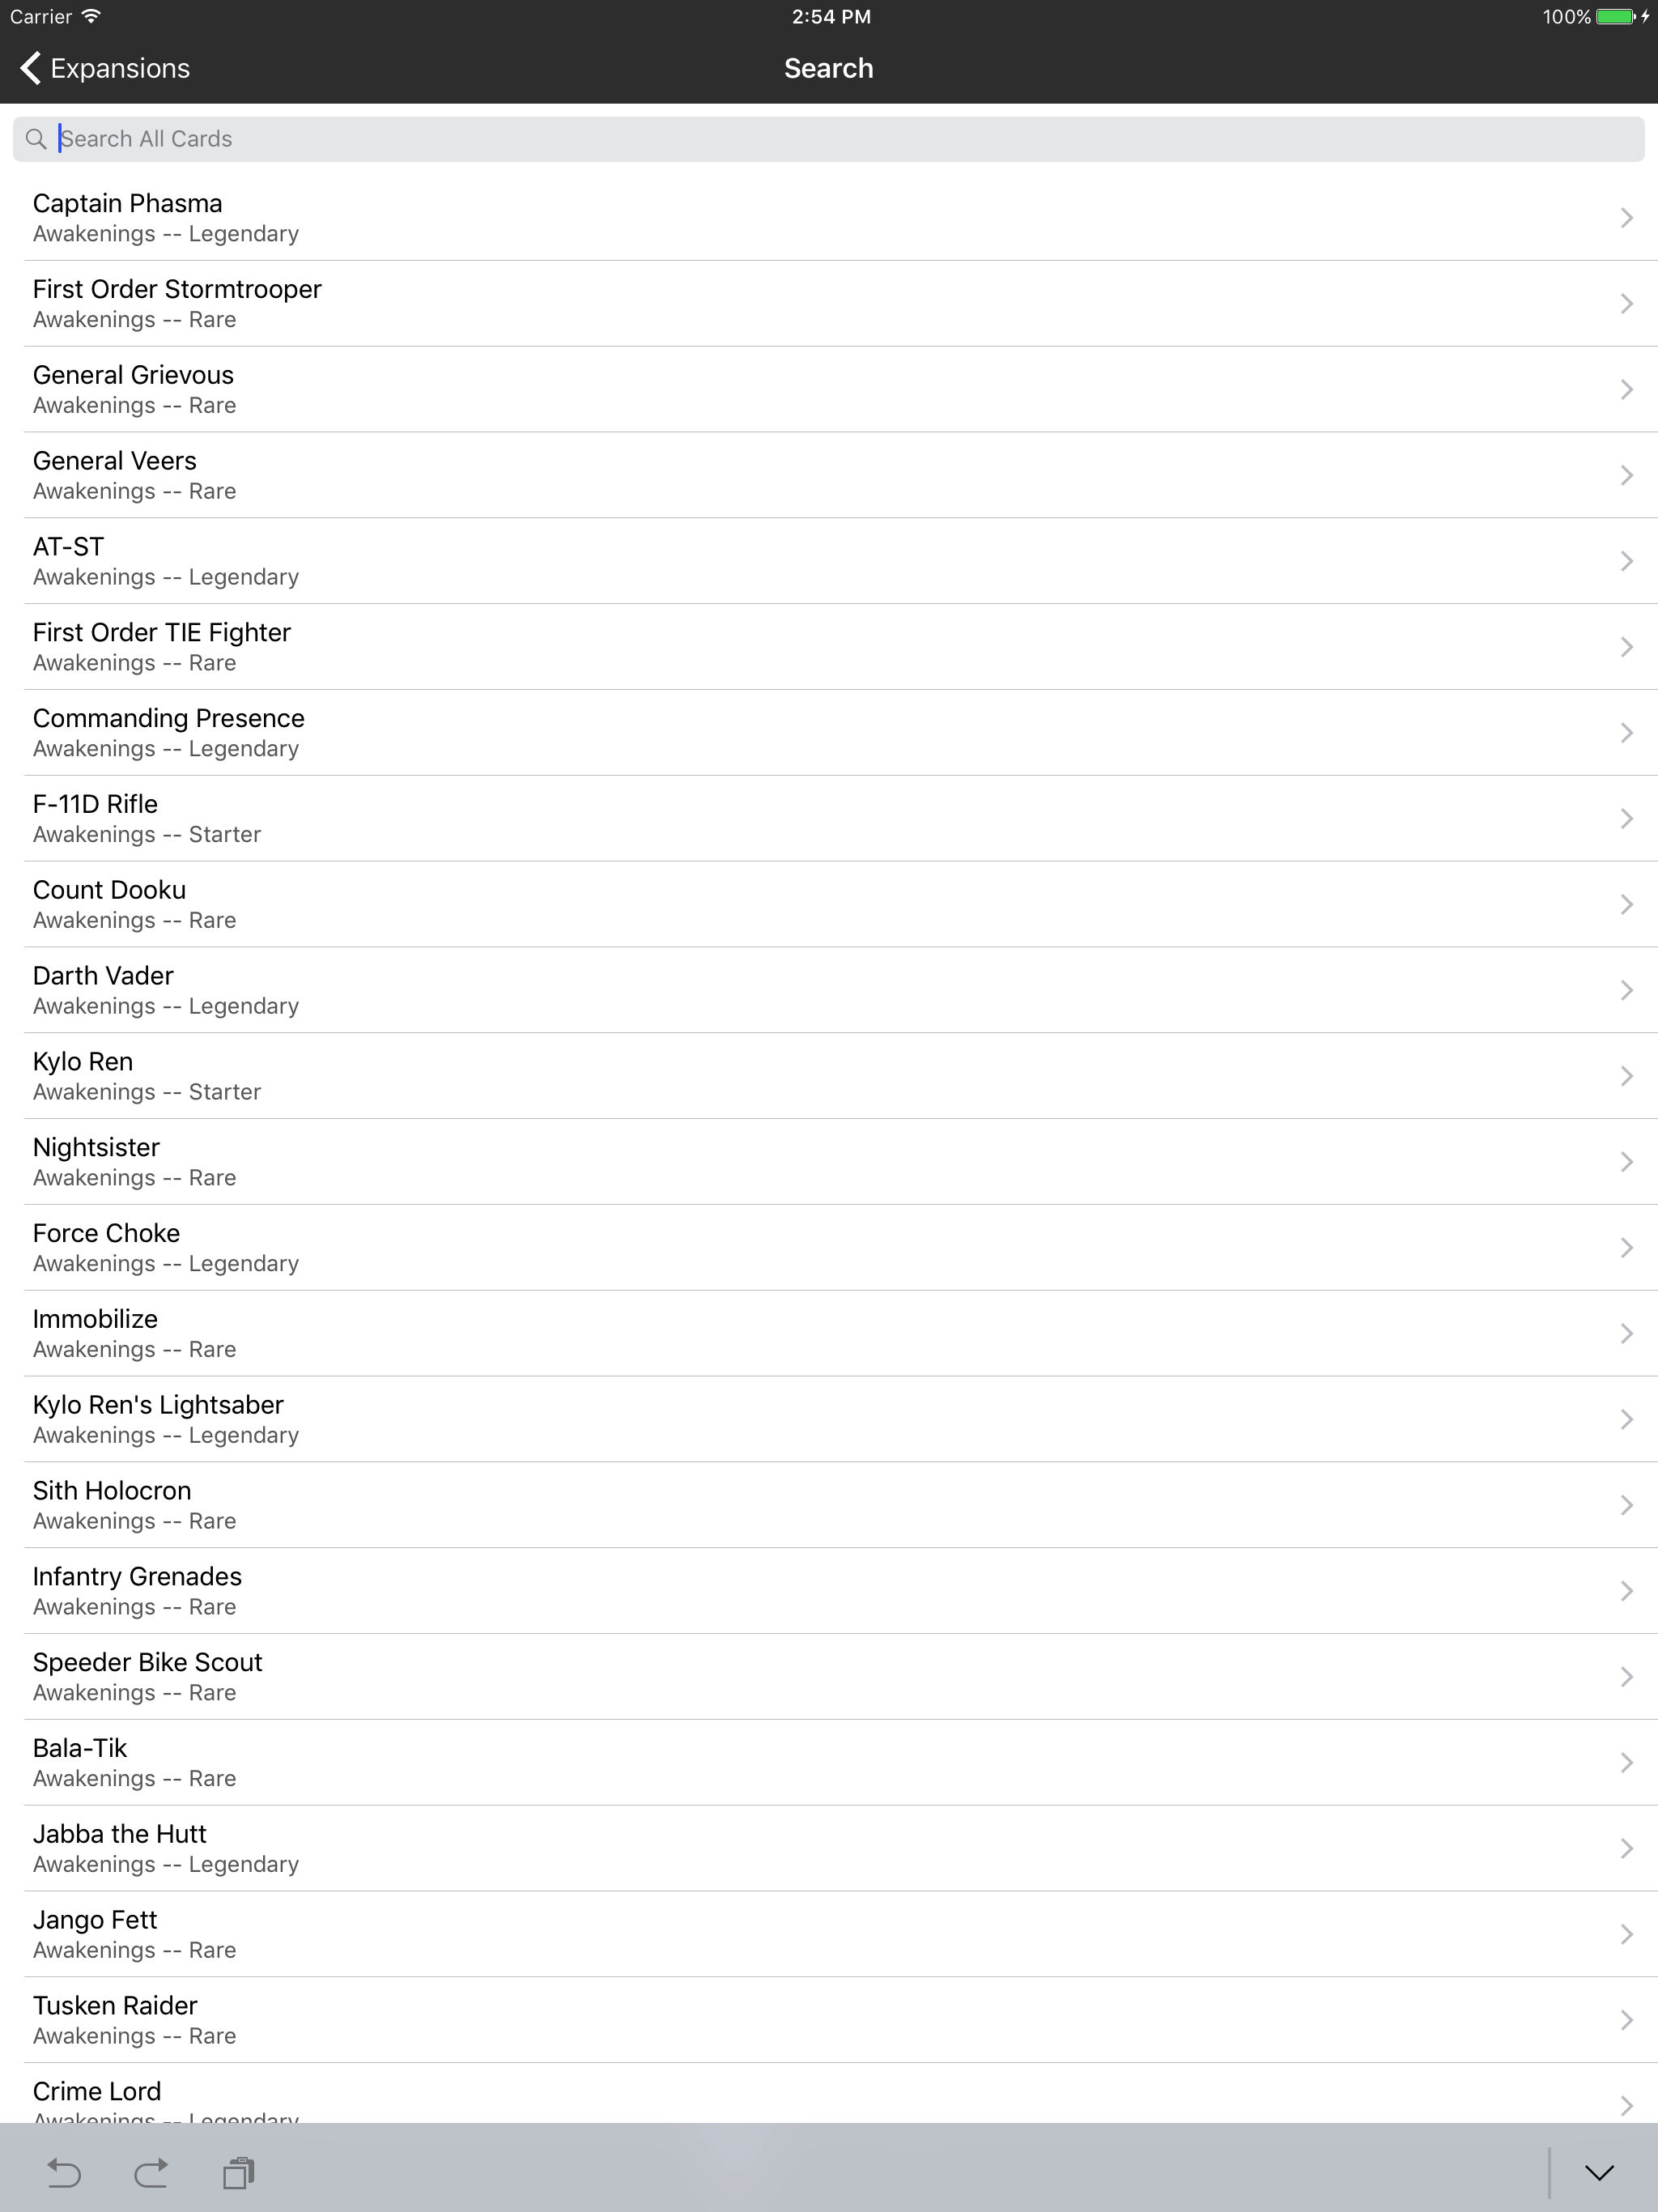 Carrier 2:54 PM 100%
Expansions Search
Search All Cards
Captain Phasma
Awakenings -- Legendary
First Order Stormtrooper
Awakenings -- Rare
General Grievous
Awakenings -- Rare
General Veers
Awakenings -- Rare
AT-ST
Awakenings -- Legendary
First Order TIE Fighter
Awakenings -- Rare
Commanding Presence
Awakenings -- Legendary
F-11D Rifle
Awakenings -- Starter
Count Dooku
Awakenings -- Rare
Darth Vader
Awakenings -- Legendary
Kylo Ren
Awakenings -- Starter
Nightsister
Awakenings -- Rare
Force Choke
Awakenings -- Legendary
Immobilize
Awakenings -- Rare
Kylo Ren's Lightsaber
Awakenings -- Legendary
Sith Holocron
Awakenings -- Rare
Infantry Grenades
Awakenings -- Rare
Speeder Bike Scout
Awakenings -- Rare
Bala-Tik
Awakenings -- Rare
Jabba the Hutt
Awakenings -- Legendary
Jango Fett
Awakenings -- Rare
Tusken Raider
Awakenings -- Rare
Crime Lord
Awakenings -- Legendary